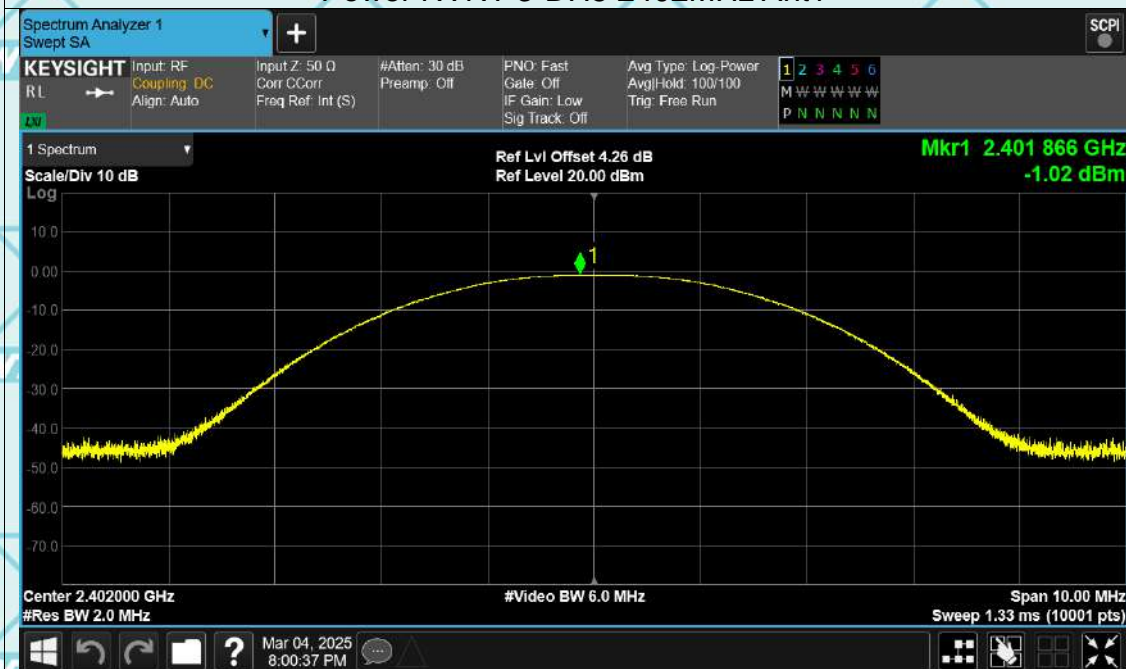 Spectrum Analyzer 1
Swept SA
+
SCPI
KEYSIGHT
RL
LXI
Input: RF
Coupling: DC
Align: Auto
Input Z: 50 Ω
Corr CCorr
Freq Ref: Int (S)
#Atten: 30 dB
Preamp: Off
PNO: Fast
Gate: Off
IF Gain: Low
Sig Track: Off
Avg Type: Log-Power
Avg|Hold: 100/100
Trig: Free Run
1 2 3 4 5 6
M W W W W W
P N N N N N
1 Spectrum
Scale/Div 10 dB
Log
Ref Lvl Offset 4.26 dB
Ref Level 20.00 dBm
Mkr1 2.401 866 GHz
-1.02 dBm
10.0
0.00
-10.0
-20.0
-30.0
-40.0
-50.0
-60.0
-70.0
1
Center 2.402000 GHz
#Res BW 2.0 MHz
#Video BW 6.0 MHz
Span 10.00 MHz
Sweep 1.33 ms (10001 pts)
?
Mar 04, 2025
8:00:37 PM